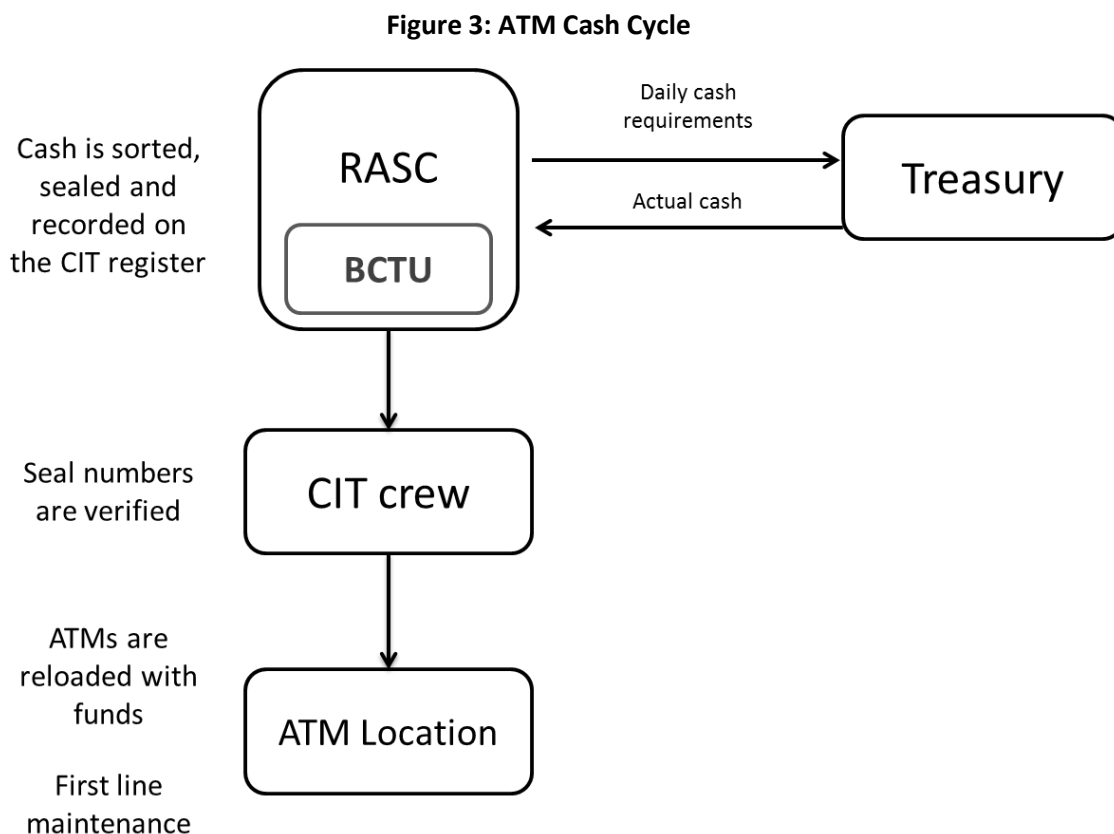 Figure 3: ATM Cash Cycle
Cash is sorted,
sealed and
recorded on
the CIT register
RASC
BCTU
Daily cash
requirements
Actual cash
Treasury
Seal numbers
are verified
CIT crew
ATMs are
reloaded with
funds
First line
maintenance
ATM Location